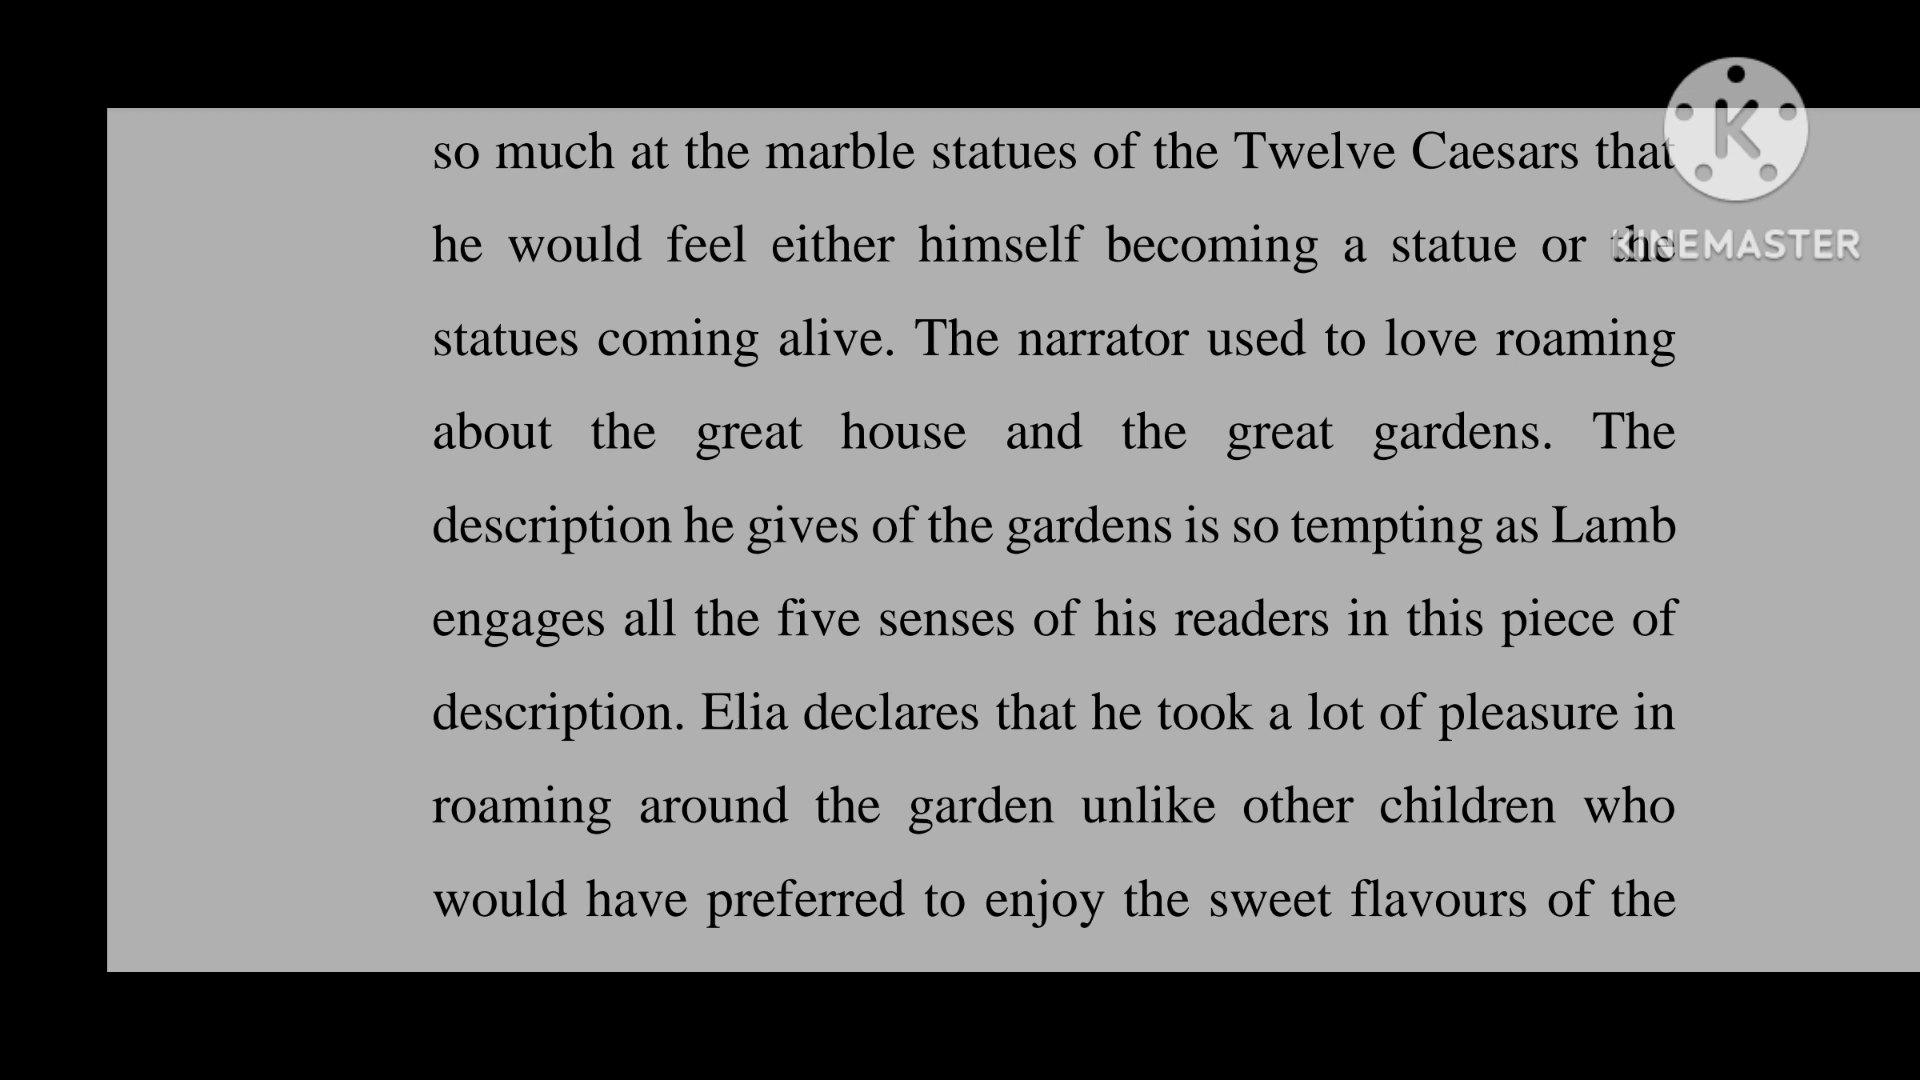 so much at the marble statues of the Twelve Caesars that
he would feel either himself becoming a statue or the
statues coming alive. The narrator used to love roaming
about the great house and the great gardens. The
description he gives of the gardens is so tempting as Lamb
engages all the five senses of his readers in this piece of
description. Elia declares that he took a lot of pleasure in
roaming around the garden unlike other children who
would have preferred to enjoy the sweet flavours of the
K
KINEMASTER